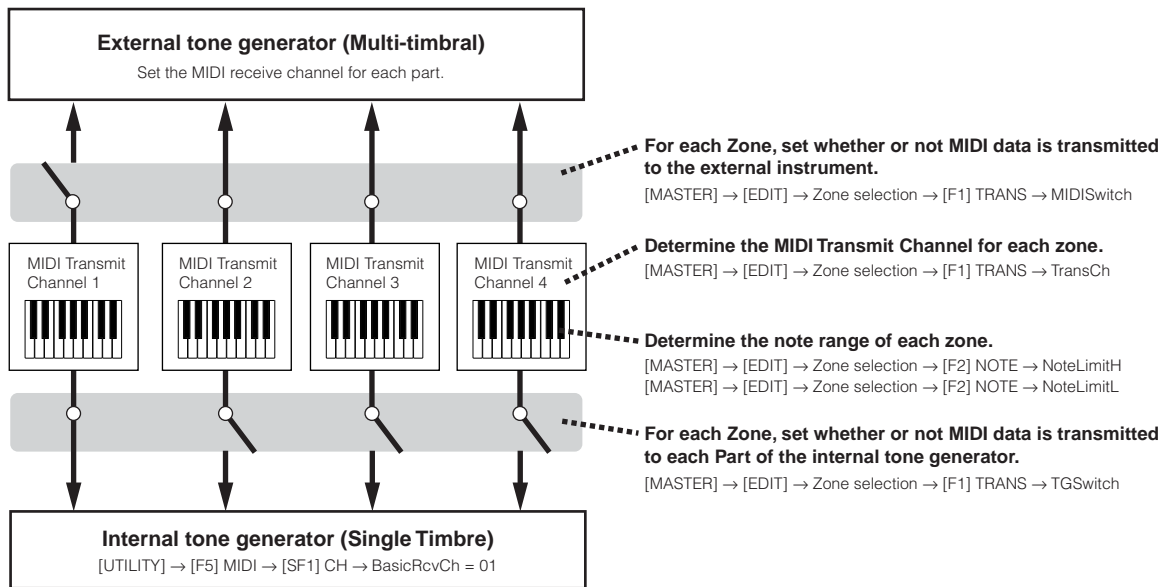 External tone generator (Multi-timbral)
Set the MIDI receive channel for each part.
For each Zone, set whether or not MIDI data is transmitted
to the external instrument.
[MASTER] → [EDIT] → Zone selection → [F1] TRANS → MIDISwitch
MIDI Transmit
Channel 1
MIDI Transmit
Channel 2
MIDI Transmit
Channel 3
MIDI Transmit
Channel 4
Determine the MIDI Transmit Channel for each zone.
[MASTER] → [EDIT] → Zone selection → [F1] TRANS → TransCh
Determine the note range of each zone.
[MASTER] → [EDIT] → Zone selection → [F2] NOTE → NoteLimitH
[MASTER] → [EDIT] → Zone selection → [F2] NOTE → NoteLimitL
For each Zone, set whether or not MIDI data is transmitted
to each Part of the internal tone generator.
[MASTER] → [EDIT] → Zone selection → [F1] TRANS → TGSwitch
Internal tone generator (Single Timbre)
[UTILITY] → [F5] MIDI → [SF1] CH → BasicRcvCh = 01